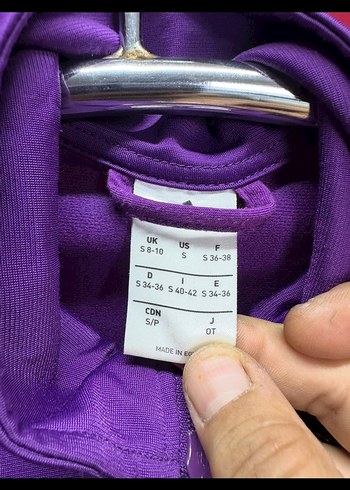 UK US F
S 8-10 S S 36-38
D I E
S 34-36 S 40-42 S 34-36
CDN J
S/P OT
MADE IN